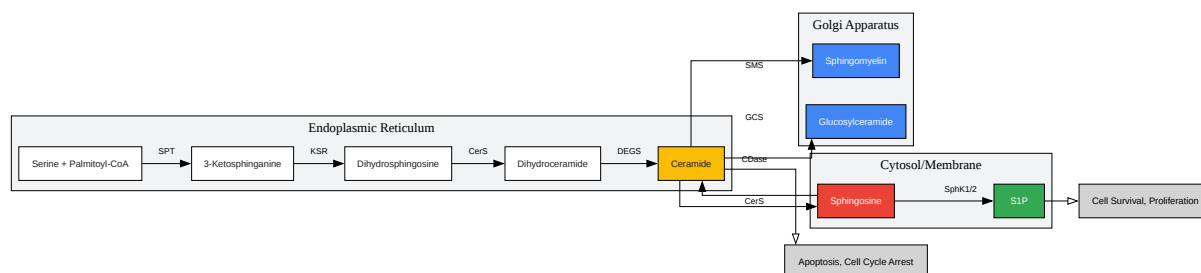 Golgi Apparatus
Sphingomyelin
SMS
Glucosylceramide
GCS
Endoplasmic Reticulum
Serine + Palmitoyl-CoA
SPT
3-Ketosphinganine
KSR
Dihydrosphingosine
CerS
Dihydroceramide
DEGS
Ceramide
CDase
CerS
Cytosol/Membrane
Sphingosine
SphK1/2
S1P
Cell Survival, Proliferation
Apoptosis, Cell Cycle Arrest